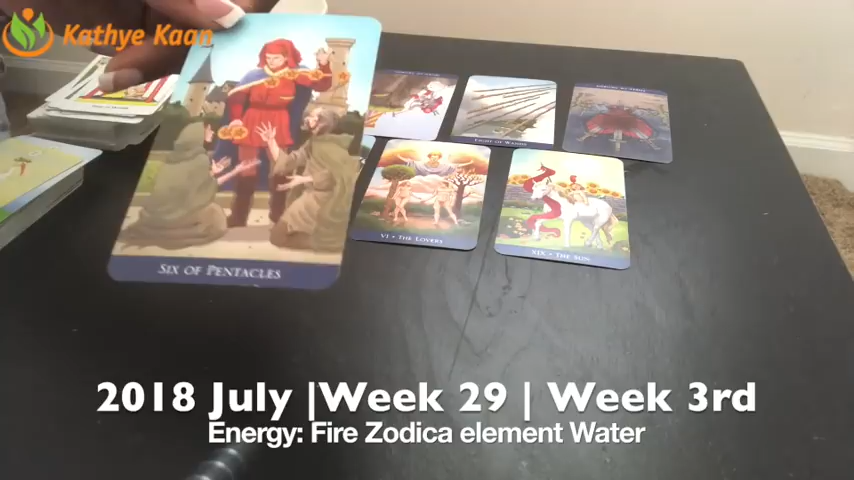 Kathye Kaan
Eight of Wands
Six of Pentacles
VI • The Lovers
XIX • The Sun
2018 July |Week 29 | Week 3rd
Energy: Fire Zodica element Water